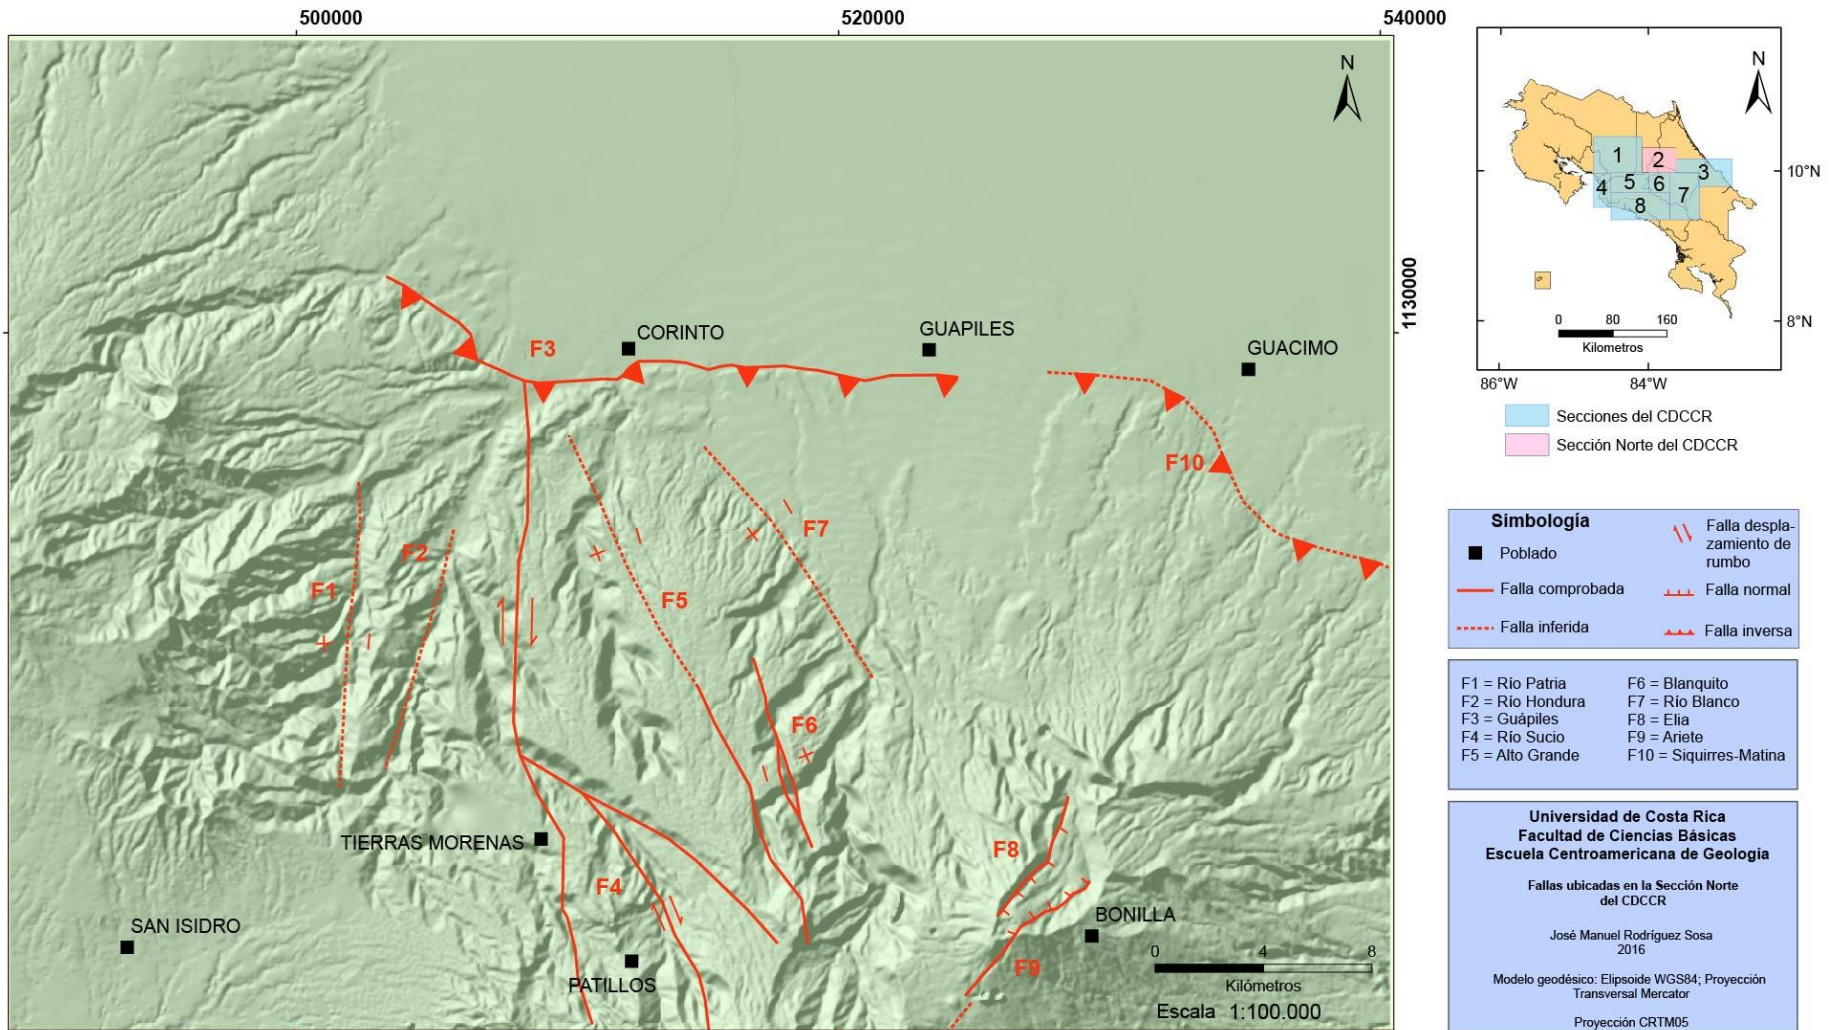 500000
520000
540000
N
1130000
CORINTO
GUAPILES
GUACIMO
F3
F10
F7
F2
F1
F5
F6
TIERRAS MORENAS
F8
F4
SAN ISIDRO
BONILLA
PATILLOS
F9
0 4 8
Kilómetros
Escala 1:100.000
N
1
2
3
4
5
6
7
8
10°N
8°N
0 80 160
Kilometros
86°W
84°W
Secciones del CDCCR
Sección Norte del CDCCR
Simbología
Poblado
Falla comprobada
Falla inferida
Falla despla-
zamiento de
rumbo
Falla normal
Falla inversa
F1 = Río Patria
F2 = Río Hondura
F3 = Guápiles
F4 = Río Sucio
F5 = Alto Grande
F6 = Blanquito
F7 = Río Blanco
F8 = Elia
F9 = Ariete
F10 = Siquirres-Matina
Universidad de Costa Rica
Facultad de Ciencias Básicas
Escuela Centroamericana de Geología
Fallas ubicadas en la Sección Norte
del CDCCR
José Manuel Rodríguez Sosa
2016
Modelo geodésico: Elipsoide WGS84; Proyección
Transversal Mercator
Proyección CRTM05